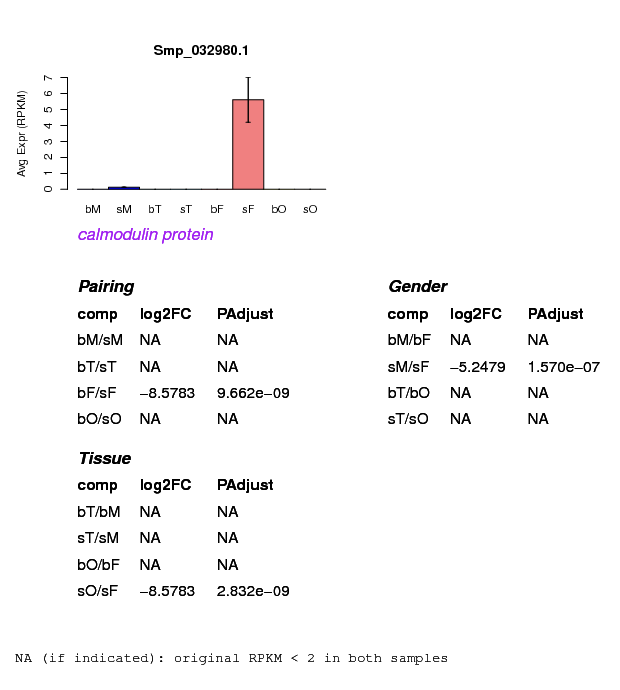 Smp_032980.1
Avg Expr (RPKM)
0 1 2 3 4 5 6 7
bM sM bT sT bF sF bO sO
calmodulin protein
Pairing
comp log2FC PAdjust
bM/sM NA NA
bT/sT NA NA
bF/sF −8.5783 9.662e−09
bO/sO NA NA
Gender
comp log2FC PAdjust
bM/bF NA NA
sM/sF −5.2479 1.570e−07
bT/bO NA NA
sT/sO NA NA
Tissue
comp log2FC PAdjust
bT/bM NA NA
sT/sM NA NA
bO/bF NA NA
sO/sF −8.5783 2.832e−09
NA (if indicated): original RPKM < 2 in both samples